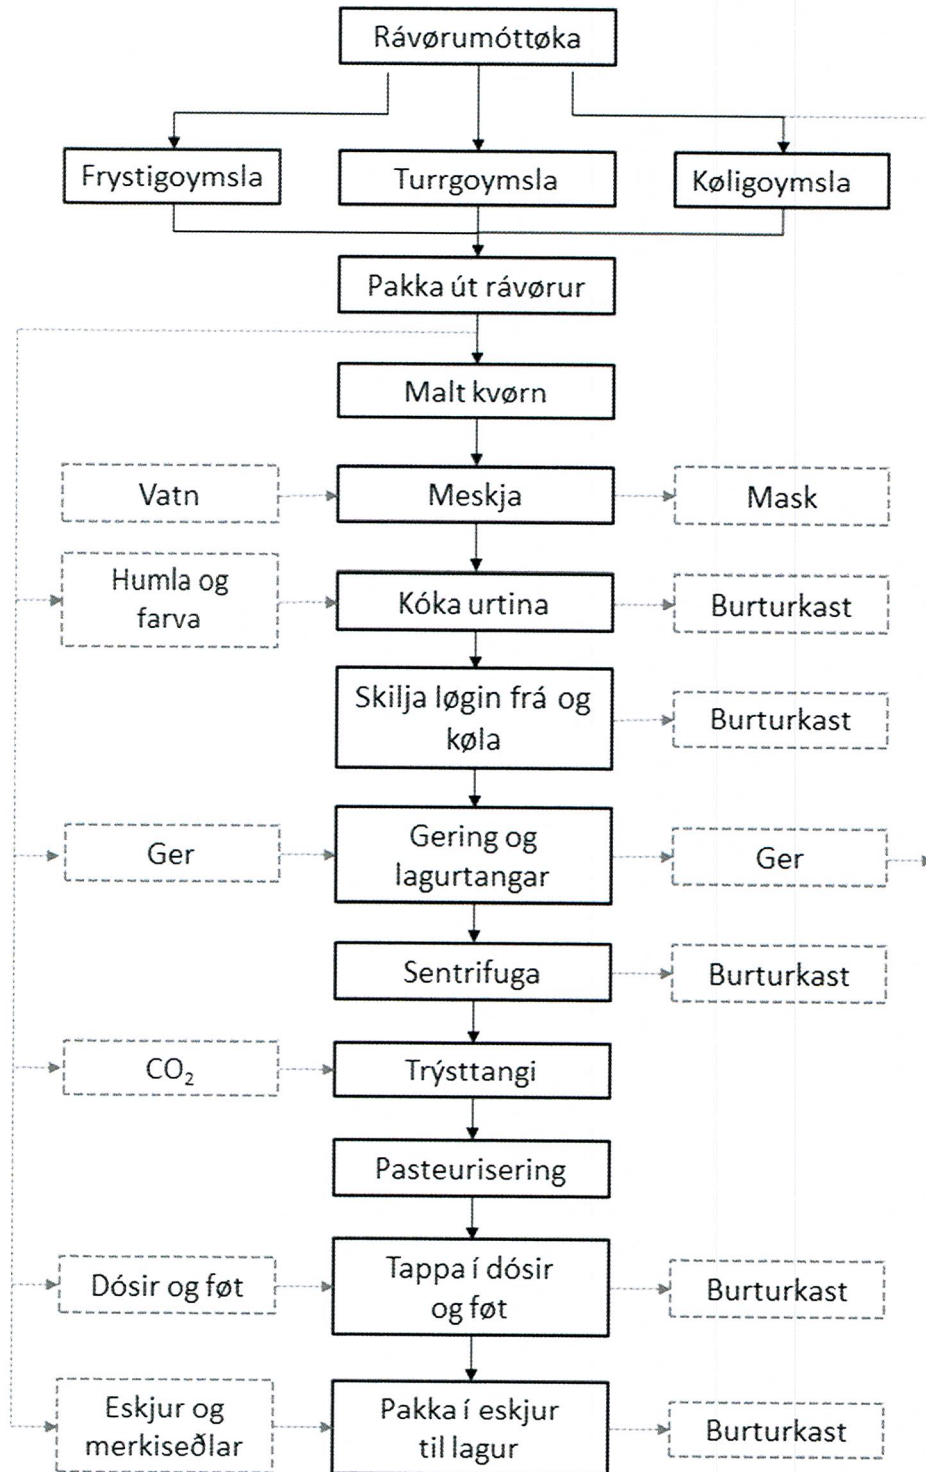 Rávørumóttøka
Frystigoymsla
Turrgoymsla
Køligoymsla
Pakka út rávørur
Malt kvørn
Vatn
Meskja
Mask
Humla og
farva
Kóka urtina
Burturkast
Skilja løgin frá og
køla
Burturkast
Ger
Gering og
lagurtangar
Ger
Sentrifuga
Burturkast
CO₂
Trýsttangi
Pasteurisering
Dósir og føt
Tappa í dósir
og føt
Burturkast
Eskjur og
merkiseðlar
Pakka í eskjur
til lagur
Burturkast